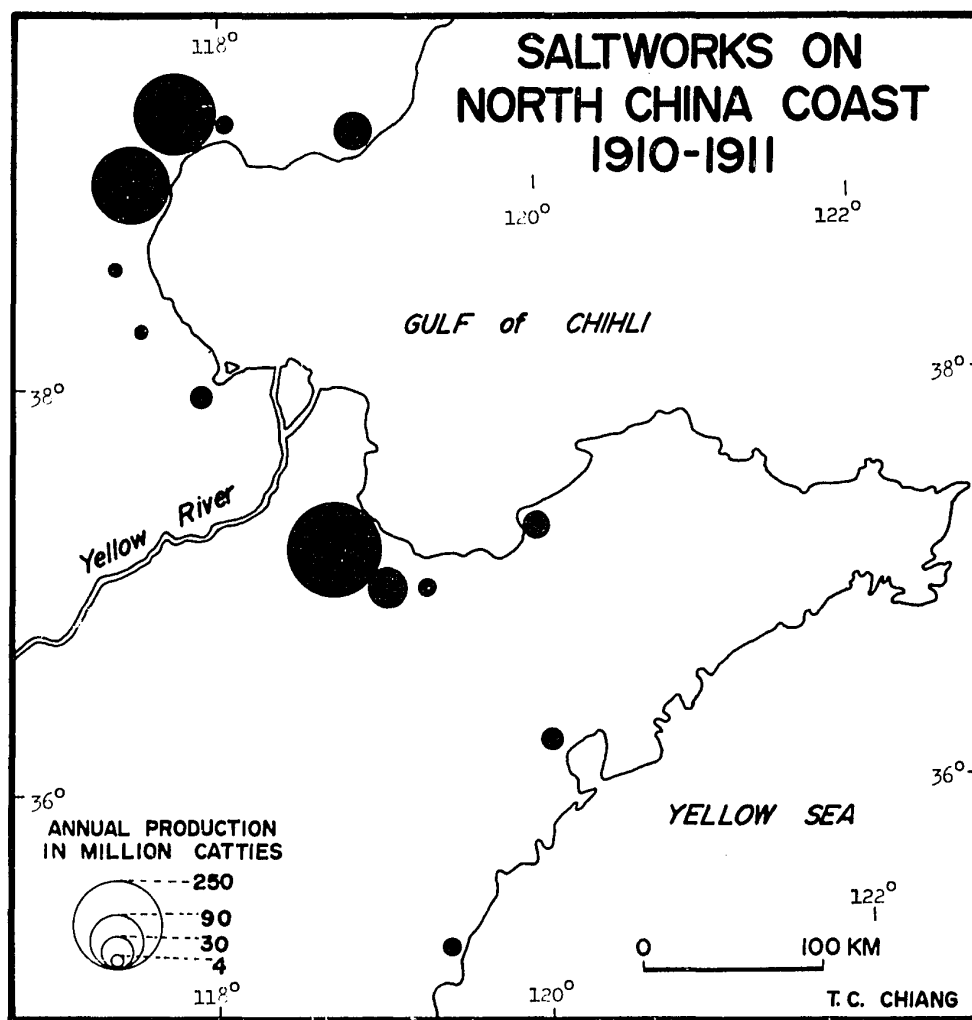 SALTWORKS ON
NORTH CHINA COAST
1910-1911
118°
120°
122°
GULF of CHIHLI
38°
38°
Yellow River
36°
36°
YELLOW SEA
ANNUAL PRODUCTION
IN MILLION CATTIES
250
90
30
4
122°
0 100 KM
118°
120°
T. C. CHIANG